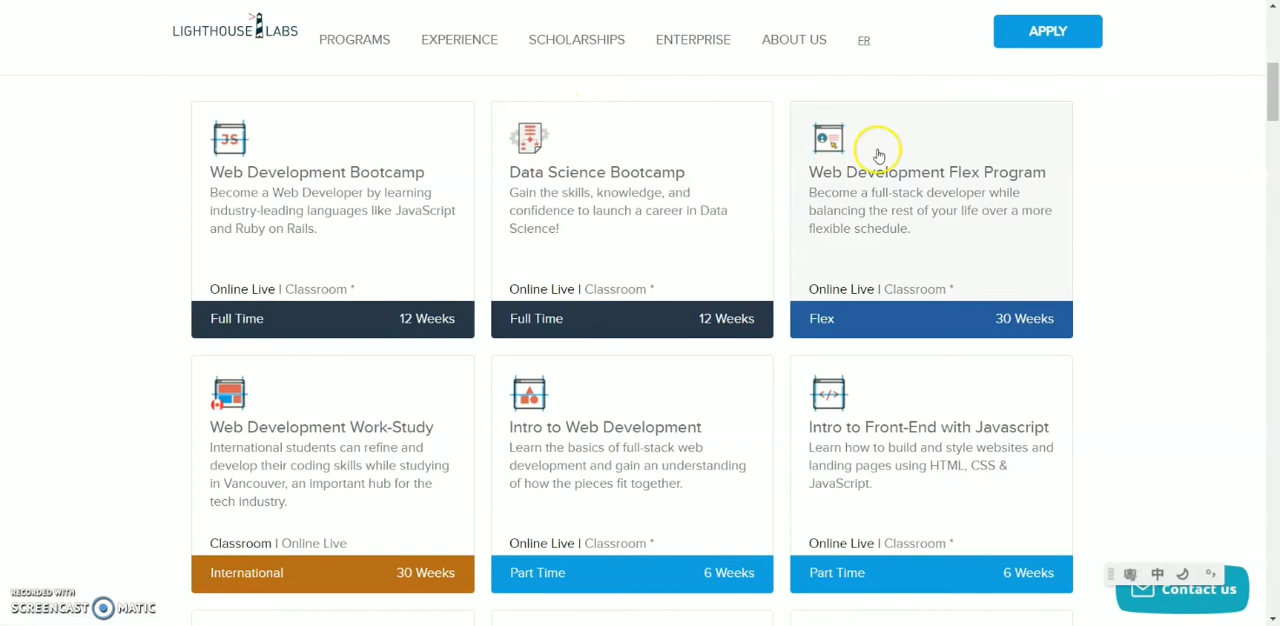 LIGHTHOUSE LABS
PROGRAMS EXPERIENCE SCHOLARSHIPS ENTERPRISE ABOUT US FR APPLY
JS
Web Development Bootcamp
Become a Web Developer by learning
industry-leading languages like JavaScript
and Ruby on Rails.
Online Live | Classroom *
Full Time 12 Weeks
Data Science Bootcamp
Gain the skills, knowledge, and
confidence to launch a career in Data
Science!
Online Live | Classroom *
Full Time 12 Weeks
Web Development Flex Program
Become a full-stack developer while
balancing the rest of your life over a more
flexible schedule.
Online Live | Classroom *
Flex 30 Weeks
Web Development Work-Study
International students can refine and
develop their coding skills while studying
in Vancouver, an important hub for the
tech industry.
Classroom | Online Live
International 30 Weeks
Intro to Web Development
Learn the basics of full-stack web
development and gain an understanding
of how the pieces fit together.
Online Live | Classroom *
Part Time 6 Weeks
</>
Intro to Front-End with Javascript
Learn how to build and style websites and
landing pages using HTML, CSS &
JavaScript.
Online Live | Classroom *
Part Time 6 Weeks
中
Contact us
RECORDED WITH
SCREENCAST MATIC